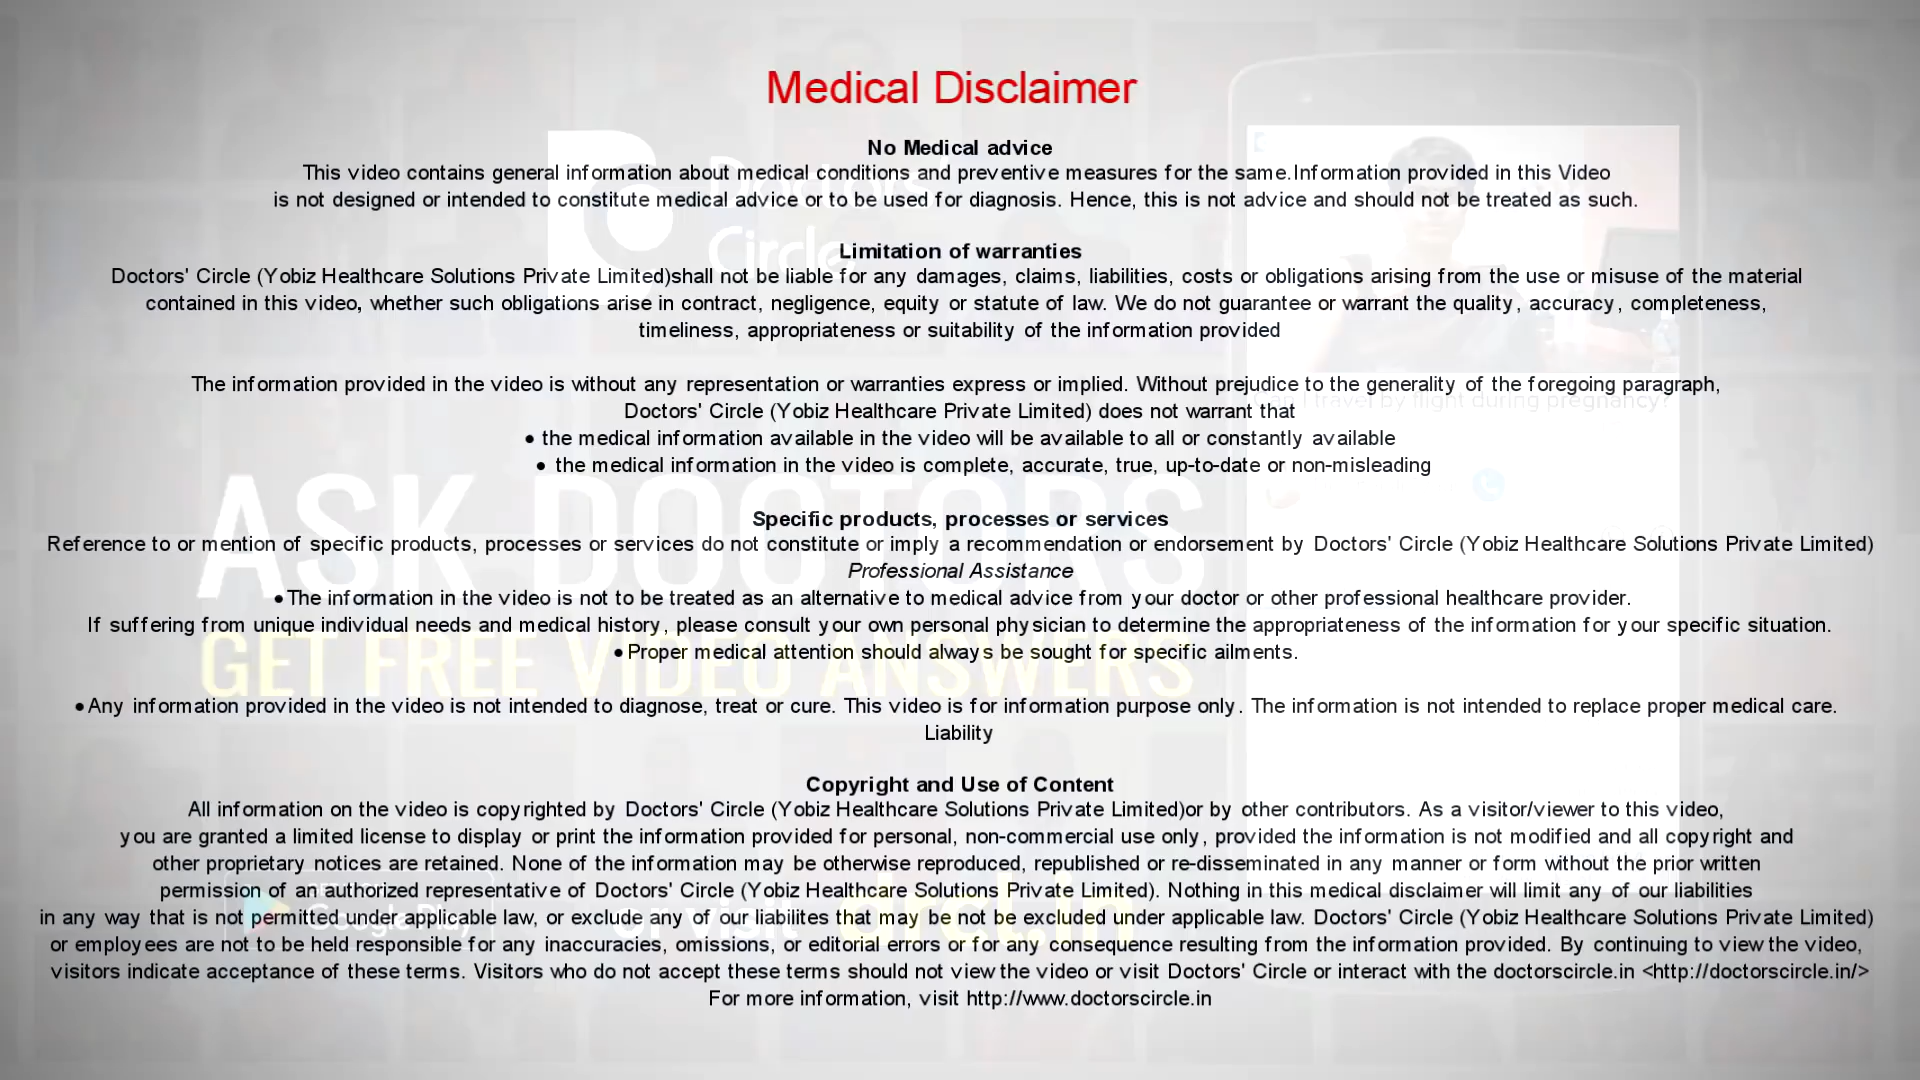 Medical Disclaimer
No Medical advice
This video contains general information about medical conditions and preventive measures for the same.Information provided in this Video
is not designed or intended to constitute medical advice or to be used for diagnosis. Hence, this is not advice and should not be treated as such.
Limitation of warranties
Doctors' Circle (Yobiz Healthcare Solutions Private Limited)shall not be liable for any damages, claims, liabilities, costs or obligations arising from the use or misuse of the material
contained in this video, whether such obligations arise in contract, negligence, equity or statute of law. We do not guarantee or warrant the quality, accuracy, completeness,
timeliness, appropriateness or suitability of the information provided
The information provided in the video is without any representation or warranties express or implied. Without prejudice to the generality of the foregoing paragraph,
Doctors' Circle (Yobiz Healthcare Private Limited) does not warrant that
• the medical information available in the video will be available to all or constantly available
• the medical information in the video is complete, accurate, true, up-to-date or non-misleading
Specific products, processes or services
Reference to or mention of specific products, processes or services do not constitute or imply a recommendation or endorsement by Doctors' Circle (Yobiz Healthcare Solutions Private Limited)
Professional Assistance
•The information in the video is not to be treated as an alternative to medical advice from your doctor or other professional healthcare provider.
If suffering from unique individual needs and medical history, please consult your own personal physician to determine the appropriateness of the information for your specific situation.
•Proper medical attention should always be sought for specific ailments.
•Any information provided in the video is not intended to diagnose, treat or cure. This video is for information purpose only. The information is not intended to replace proper medical care.
Liability
Copyright and Use of Content
All information on the video is copyrighted by Doctors' Circle (Yobiz Healthcare Solutions Private Limited)or by other contributors. As a visitor/viewer to this video,
you are granted a limited license to display or print the information provided for personal, non-commercial use only, provided the information is not modified and all copyright and
other proprietary notices are retained. None of the information may be otherwise reproduced, republished or re-disseminated in any manner or form without the prior written
permission of an authorized representative of Doctors' Circle (Yobiz Healthcare Solutions Private Limited). Nothing in this medical disclaimer will limit any of our liabilities
in any way that is not permitted under applicable law, or exclude any of our liabilites that may be not be excluded under applicable law. Doctors' Circle (Yobiz Healthcare Solutions Private Limited)
or employees are not to be held responsible for any inaccuracies, omissions, or editorial errors or for any consequence resulting from the information provided. By continuing to view the video,
visitors indicate acceptance of these terms. Visitors who do not accept these terms should not view the video or visit Doctors' Circle or interact with the doctorscircle.in <http://doctorscircle.in/>
For more information, visit http://www.doctorscircle.in
Doctors'
Circle
Can I travel by flight during pregnancy?
ASK DOCTORS
GET FREE VIDEO ANSWERS
Google Play
or visit drct.in